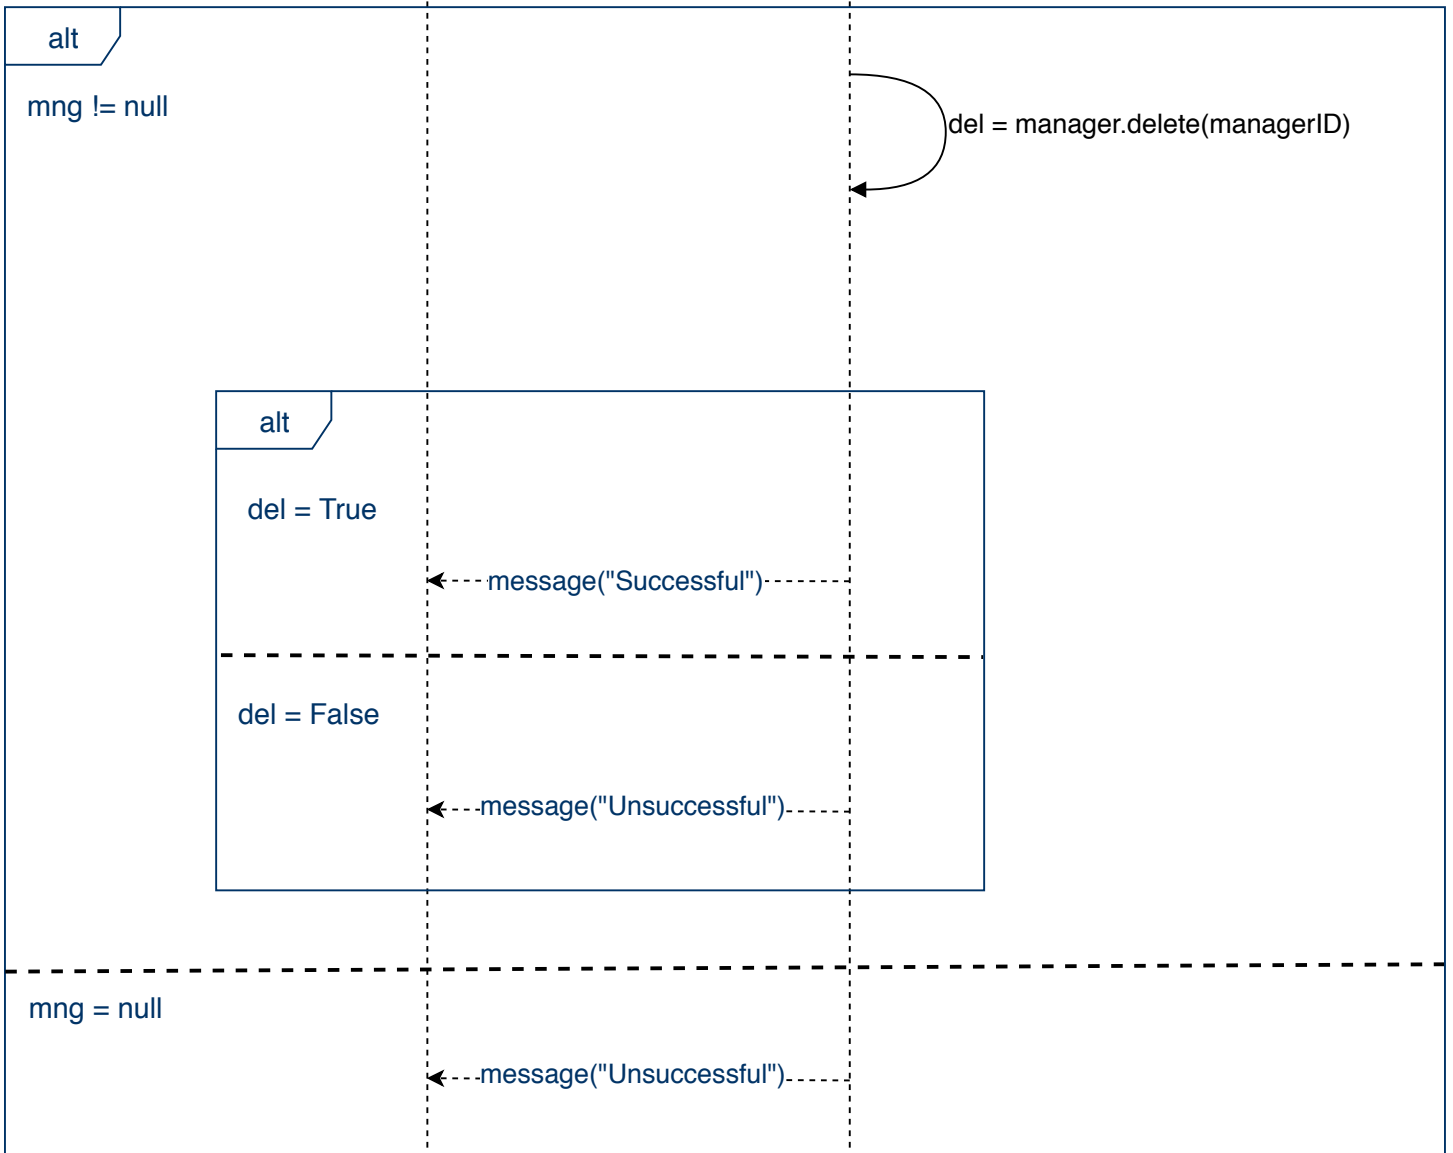 alt
mng != null
del = manager.delete(managerID)
alt
del = True
message("Successful")
del = False
message("Unsuccessful")
mng = null
message("Unsuccessful")